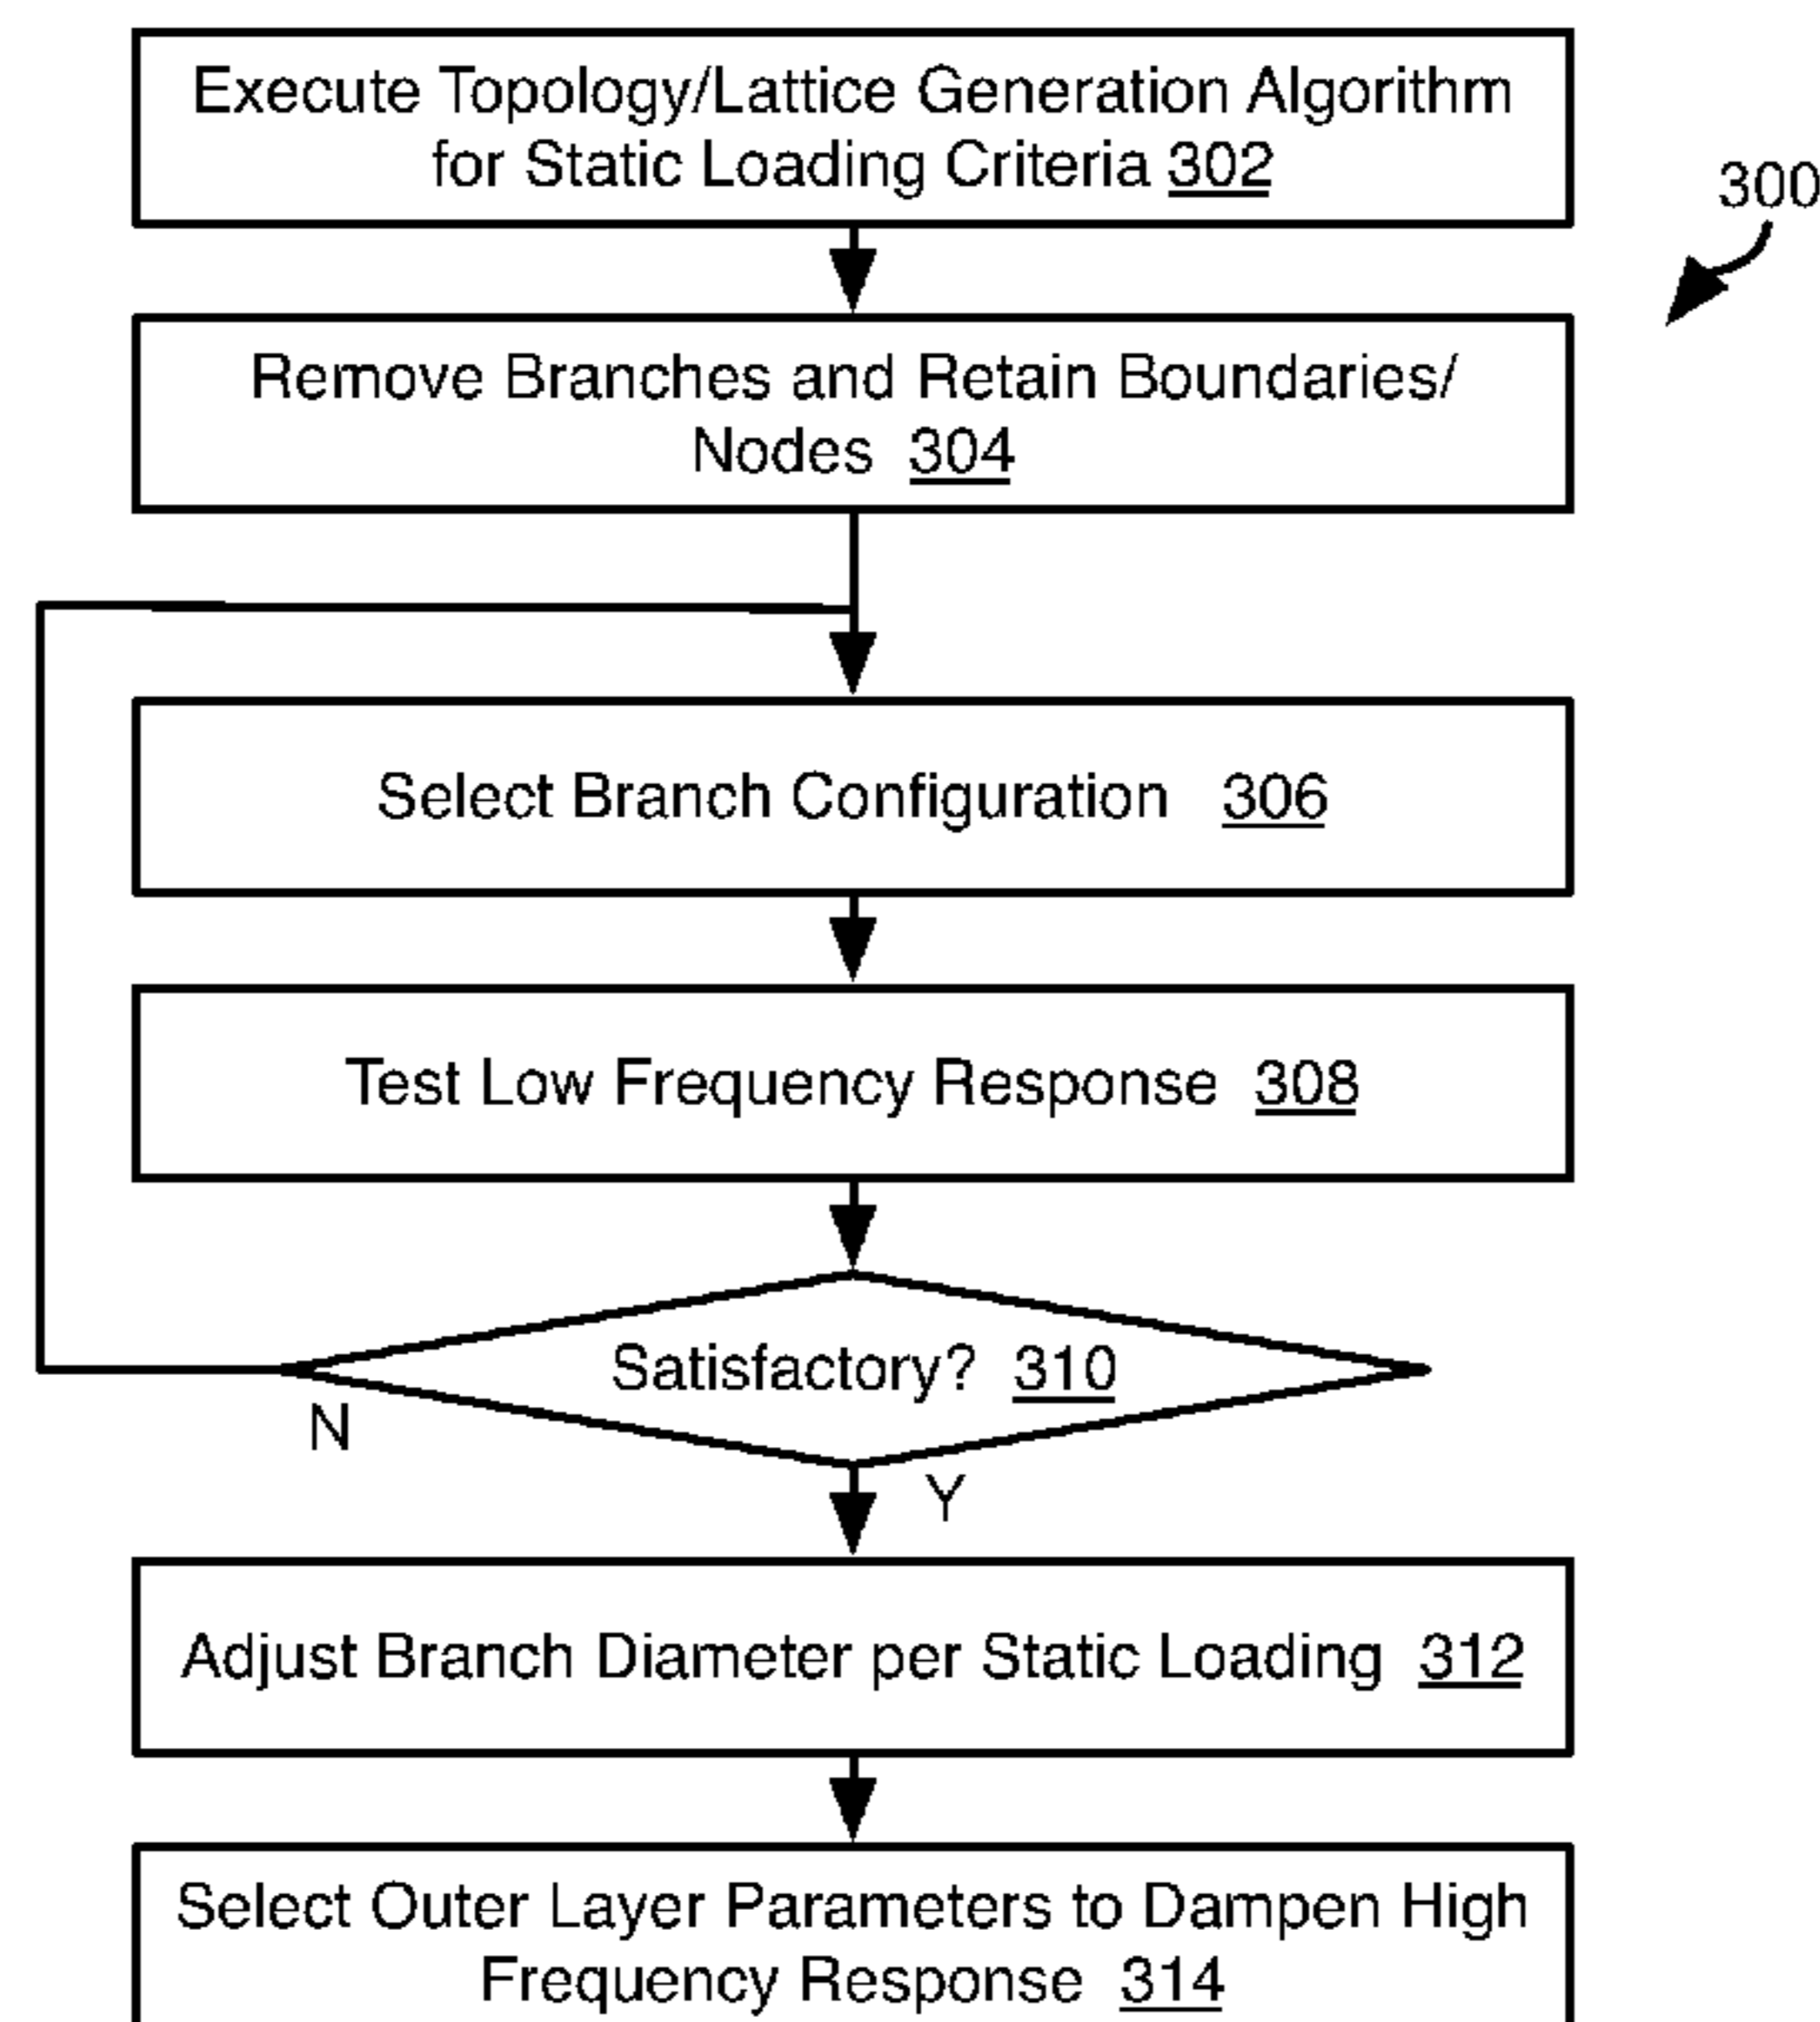 Execute Topology/Lattice Generation Algorithm
for Static Loading Criteria 302
300
Remove Branches and Retain Boundaries/
Nodes 304
Select Branch Configuration 306
Test Low Frequency Response 308
Satisfactory? 310
N
Y
Adjust Branch Diameter per Static Loading 312
Select Outer Layer Parameters to Dampen High
Frequency Response 314